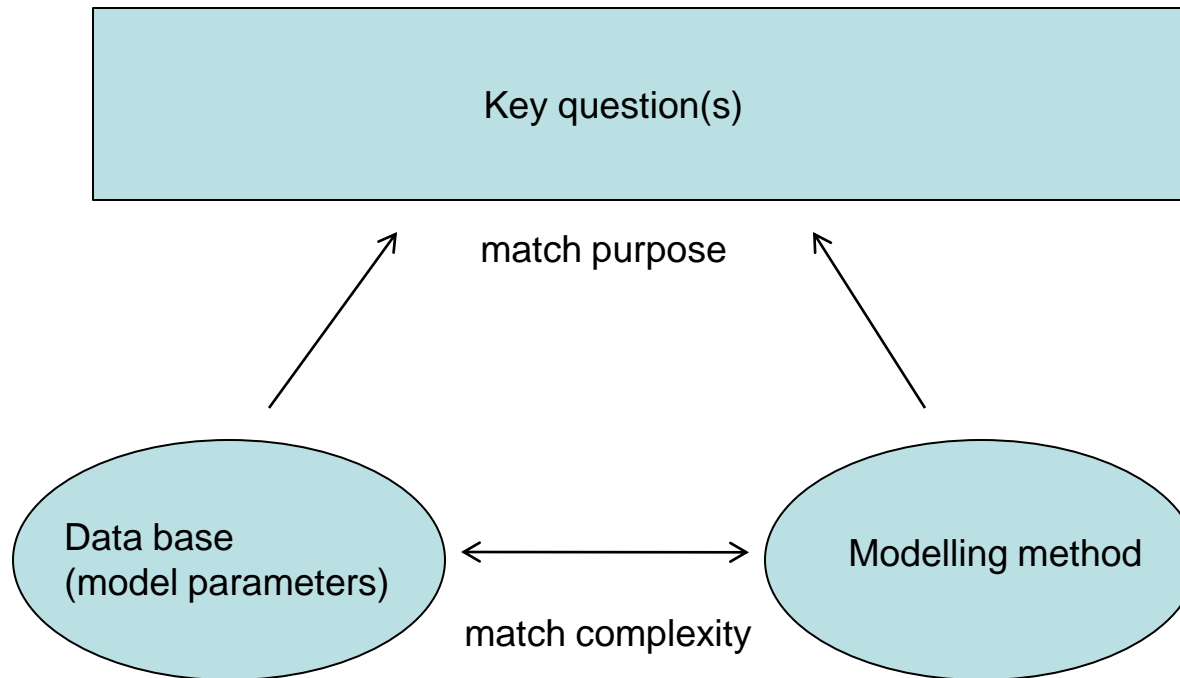 Key question(s)
match purpose
Data base
(model parameters)
Modelling method
match complexity